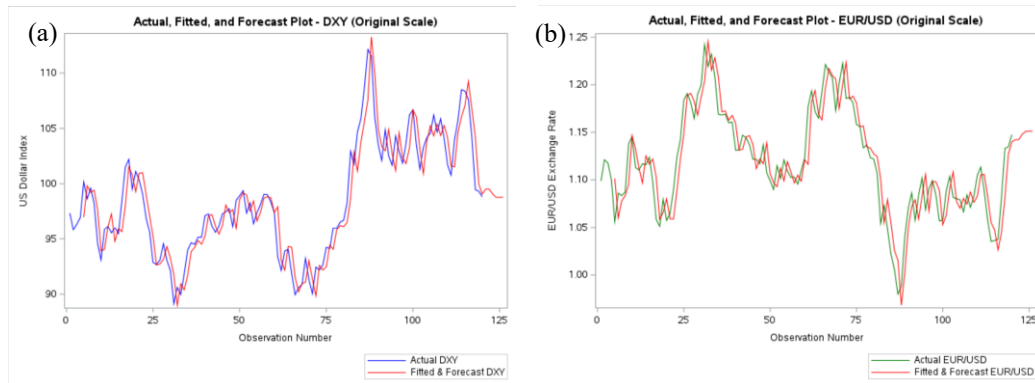 (a)
Actual, Fitted, and Forecast Plot - DXY (Original Scale)
US Dollar Index
110
105
100
95
90
0
25
50
75
100
125
Observation Number
Actual DXY
Fitted & Forecast DXY
(b)
Actual, Fitted, and Forecast Plot - EUR/USD (Original Scale)
EUR/USD Exchange Rate
1.25
1.20
1.15
1.10
1.05
1.00
0
25
50
75
100
125
Observation Number
Actual EUR/USD
Fitted & Forecast EUR/USD